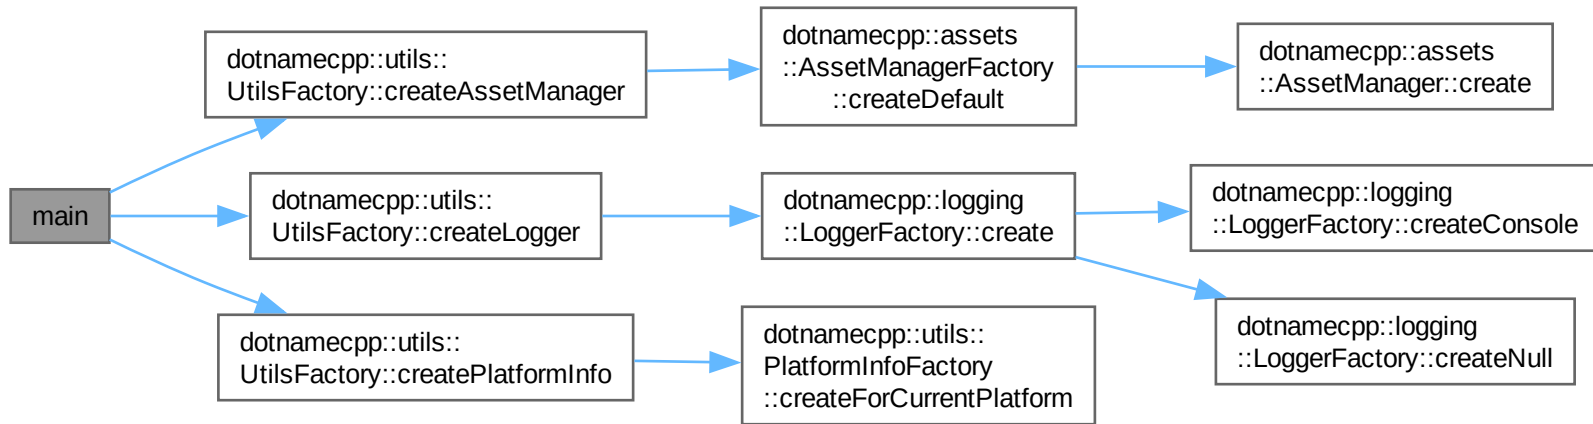 dotnamecpp::utils::
UtilsFactory::createAssetManager
dotnamecpp::assets
::AssetManagerFactory
::createDefault
dotnamecpp::assets
::AssetManager::create
main
dotnamecpp::utils::
UtilsFactory::createLogger
dotnamecpp::logging
::LoggerFactory::create
dotnamecpp::logging
::LoggerFactory::createConsole
dotnamecpp::logging
::LoggerFactory::createNull
dotnamecpp::utils::
UtilsFactory::createPlatformInfo
dotnamecpp::utils::
PlatformInfoFactory
::createForCurrentPlatform